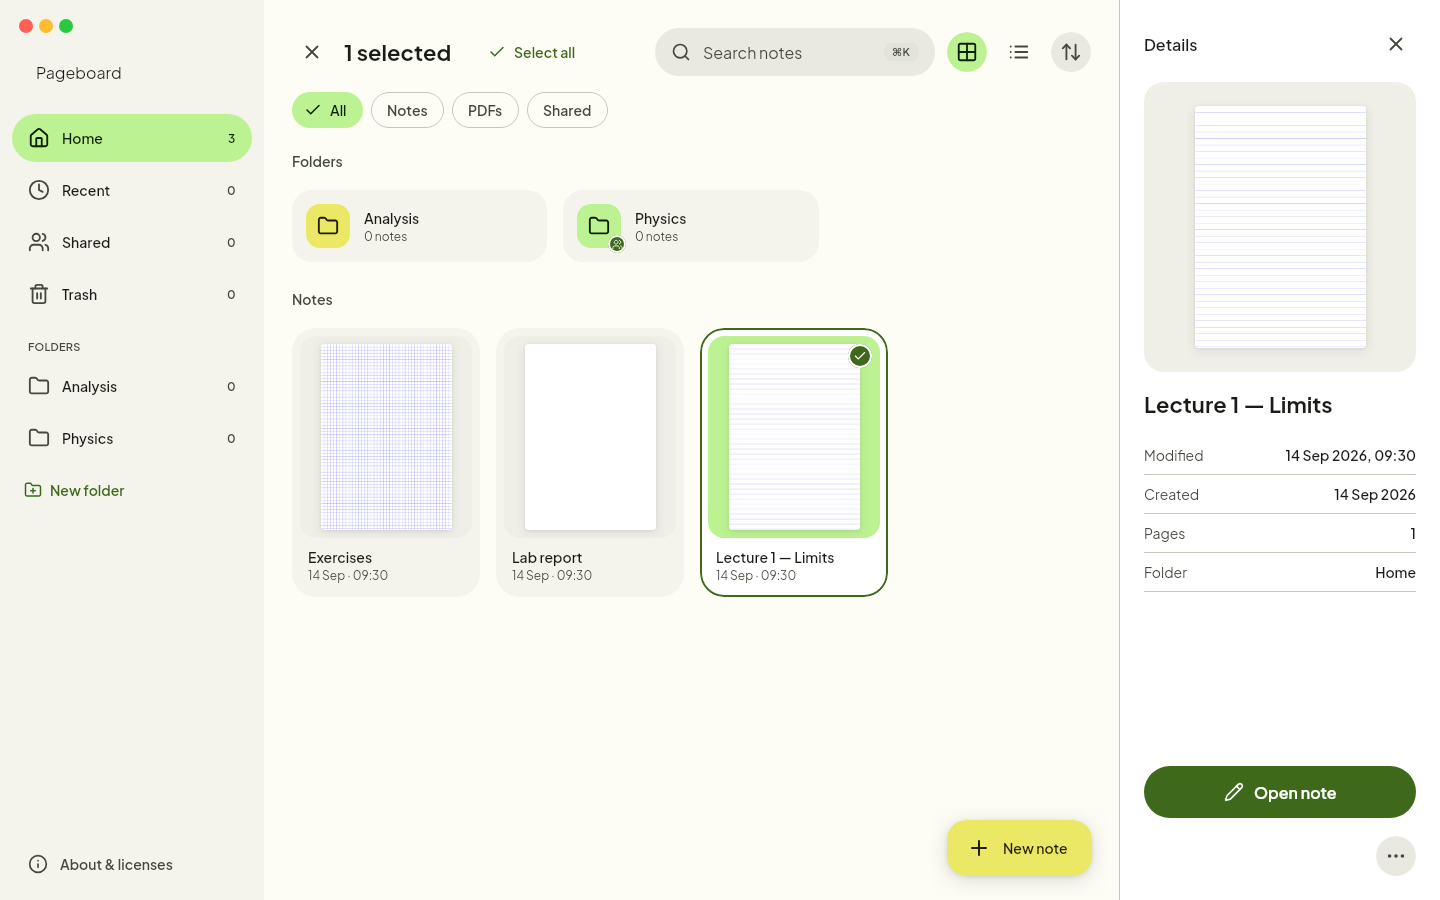 Pageboard
Home 3
Recent 0
Shared 0
Trash 0
FOLDERS
Analysis 0
Physics 0
New folder
About & licenses
1 selected
Select all
Search notes ⌘K
All
Notes
PDFs
Shared
Folders
Analysis
0 notes
Physics
0 notes
Notes
Exercises
14 Sep · 09:30
Lab report
14 Sep · 09:30
Lecture 1 — Limits
14 Sep · 09:30
New note
Details
Lecture 1 — Limits
Modified 14 Sep 2026, 09:30
Created 14 Sep 2026
Pages 1
Folder Home
Open note